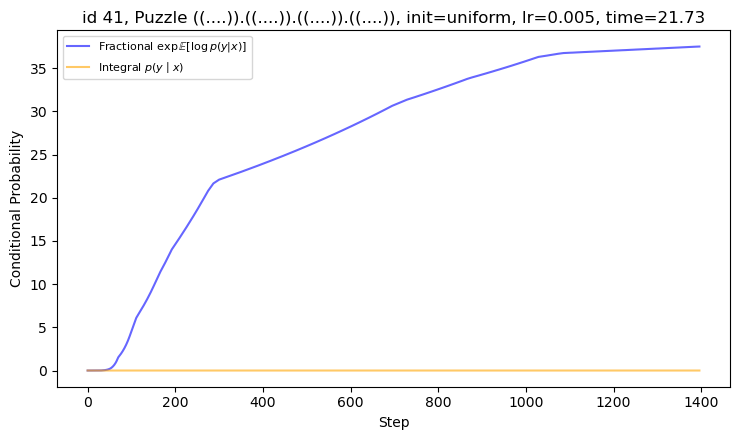 id 41, Puzzle ((....)).((....)).((....)).((....)), init=uniform, lr=0.005, time=21.73
Fractional exp𝔼[log p(y|x)]
Integral p(y | x)
35
30
25
20
15
10
5
0
Conditional Probability
0 200 400 600 800 1000 1200 1400
Step